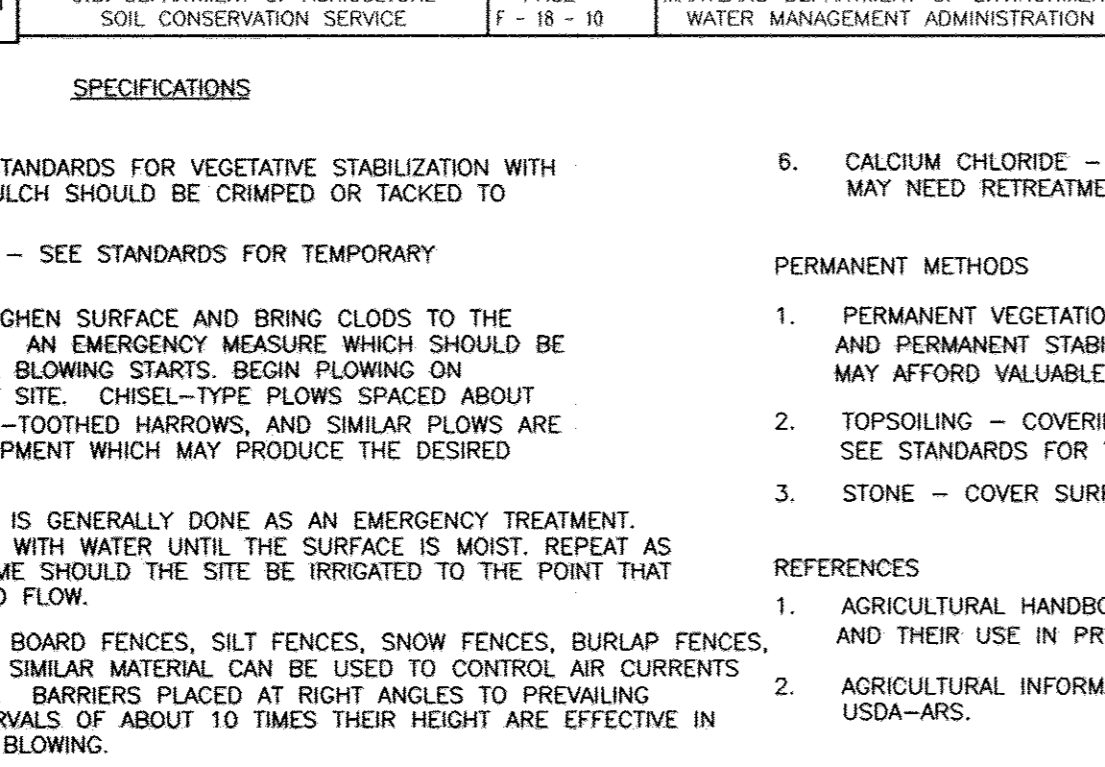 SOIL CONSERVATION SERVICE
F - 18 - 10
WATER MANAGEMENT ADMINISTRATION
SPECIFICATIONS
TANDARDS FOR VEGETATIVE STABILIZATION WITH
ULCH SHOULD BE CRIMPED OR TACKED TO
– SEE STANDARDS FOR TEMPORARY
GHEN SURFACE AND BRING CLODS TO THE
AN EMERGENCY MEASURE WHICH SHOULD BE
BLOWING STARTS. BEGIN PLOWING ON
SITE. CHISEL–TYPE PLOWS SPACED ABOUT
–TOOTHED HARROWS, AND SIMILAR PLOWS ARE
PMENT WHICH MAY PRODUCE THE DESIRED
IS GENERALLY DONE AS AN EMERGENCY TREATMENT.
WITH WATER UNTIL THE SURFACE IS MOIST. REPEAT AS
ME SHOULD THE SITE BE IRRIGATED TO THE POINT THAT
FLOW.
BOARD FENCES, SILT FENCES, SNOW FENCES, BURLAP FENCES,
SIMILAR MATERIAL CAN BE USED TO CONTROL AIR CURRENTS
BARRIERS PLACED AT RIGHT ANGLES TO PREVAILING
RVALS OF ABOUT 10 TIMES THEIR HEIGHT ARE EFFECTIVE IN
BLOWING.
6. CALCIUM CHLORIDE –
MAY NEED RETREATME
PERMANENT METHODS
1. PERMANENT VEGETATIO
AND PERMANENT STABI
MAY AFFORD VALUABLE
2. TOPSOILING – COVERI
SEE STANDARDS FOR
3. STONE – COVER SUR
REFERENCES
1. AGRICULTURAL HANDBO
AND THEIR USE IN PR
2. AGRICULTURAL INFORM
USDA–ARS.